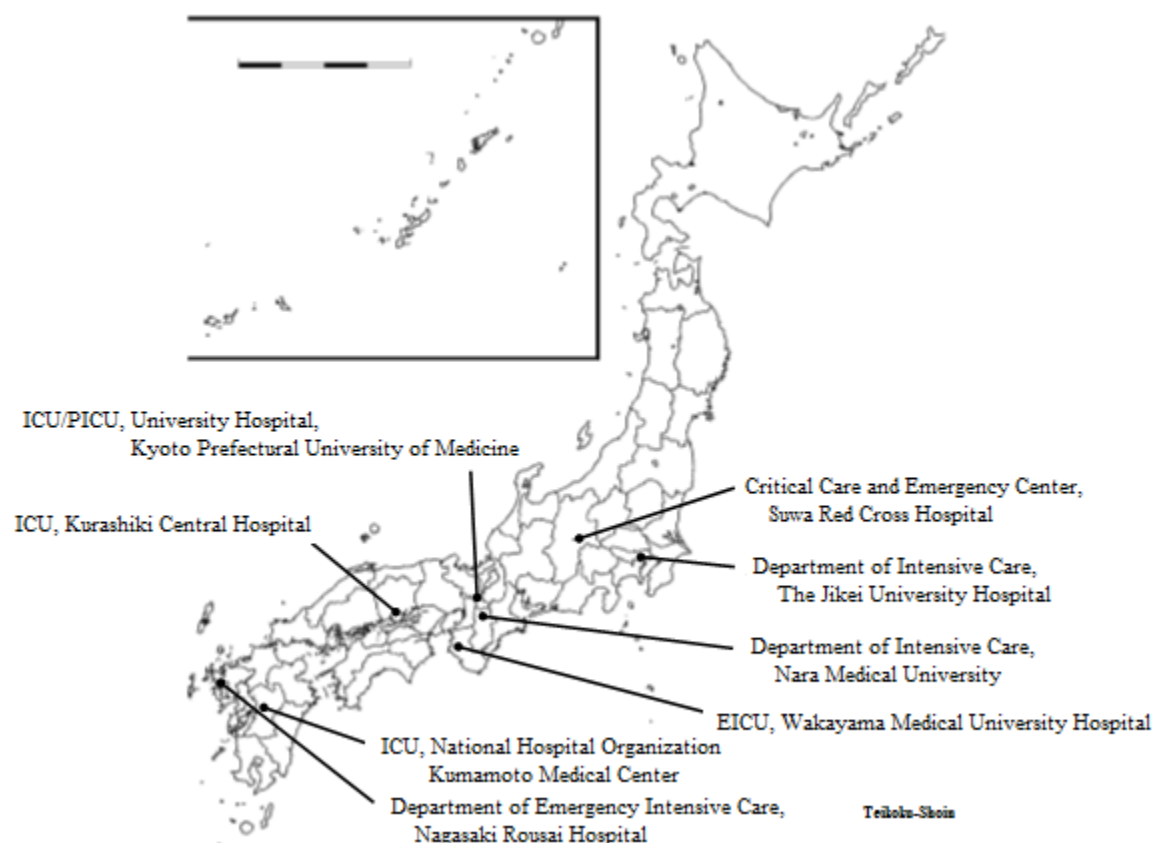 ICU/PICU, University Hospital,
Kyoto Prefectural University of Medicine
ICU, Kurashiki Central Hospital
Critical Care and Emergency Center,
Suwa Red Cross Hospital
Department of Intensive Care,
The Jikei University Hospital
Department of Intensive Care,
Nara Medical University
EICU, Wakayama Medical University Hospital
ICU, National Hospital Organization
Kumamoto Medical Center
Department of Emergency Intensive Care,
Nagasaki Rousai Hospital
Teikoku-Shoin